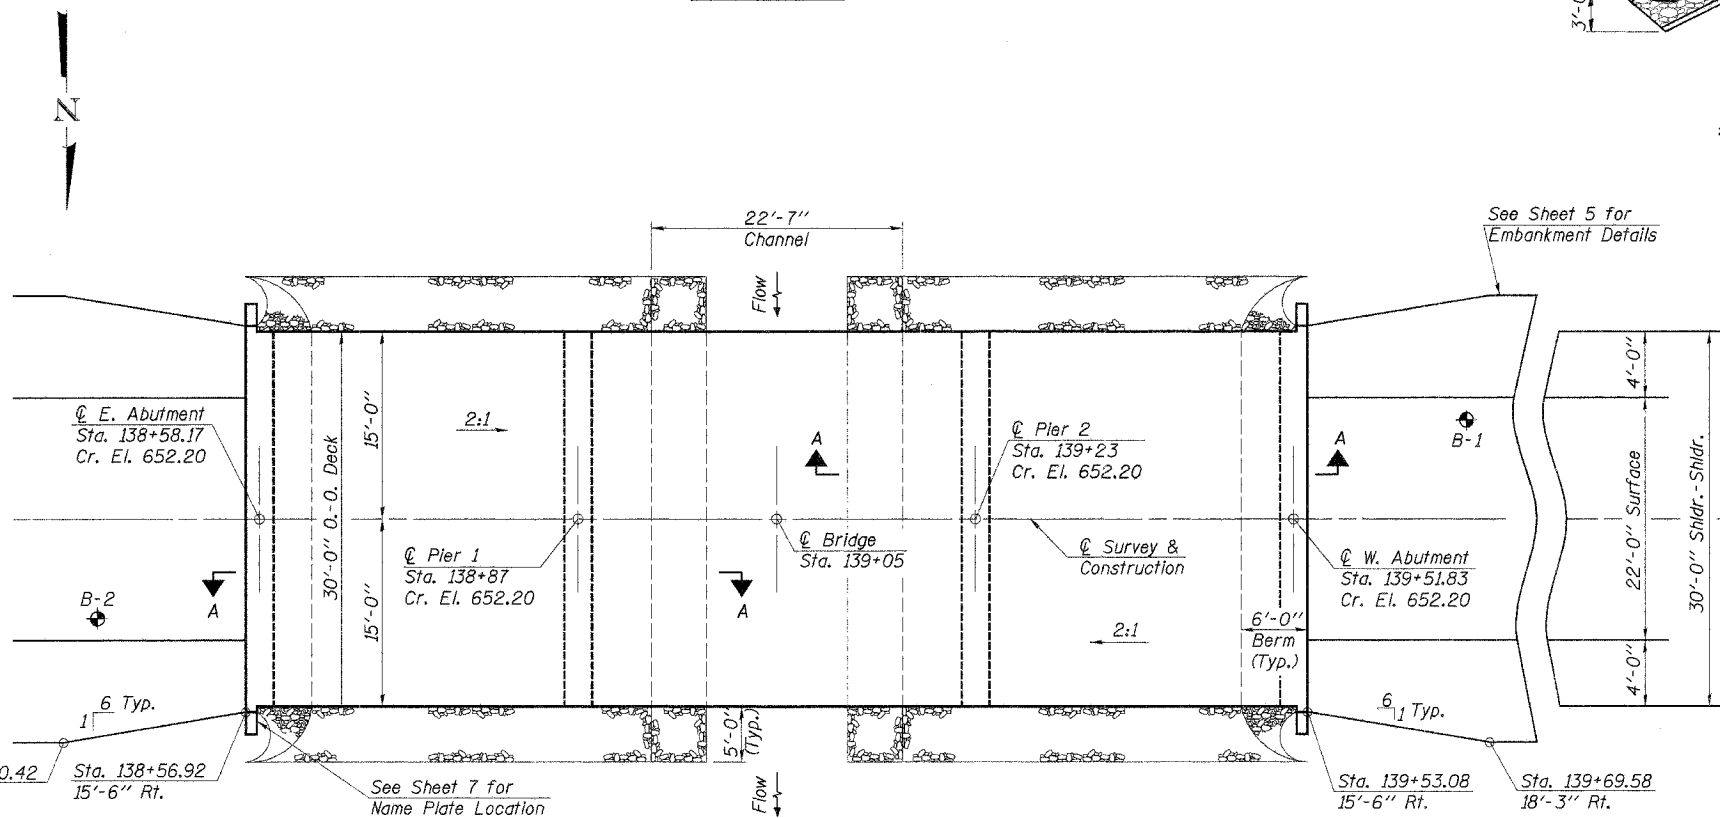 3'-0
N
22'-7"
Channel
See Sheet 5 for
Embankment Details
Flow
℄ E. Abutment
Sta. 138+58.17
Cr. El. 652.20
30'-0" O.-O. Deck
15'-0"
2:1
A
℄ Pier 2
Sta. 139+23
Cr. El. 652.20
A
B-1
4'-0"
22'-0" Surface
30'-0" Shldr.-Shldr.
℄ Pier 1
Sta. 138+87
Cr. El. 652.20
℄ Bridge
Sta. 139+05
℄ Survey &
Construction
℄ W. Abutment
Sta. 139+51.83
Cr. El. 652.20
B-2
A
15'-0"
A
2:1
6'-0"
Berm
(Typ.)
4'-0"
6 Typ.
1
5'-0"
(Typ.)
6
1 Typ.
0.42
Sta. 138+56.92
15'-6" Rt.
See Sheet 7 for
Name Plate Location
Flow
Sta. 139+53.08
15'-6" Rt.
Sta. 139+69.58
18'-3" Rt.